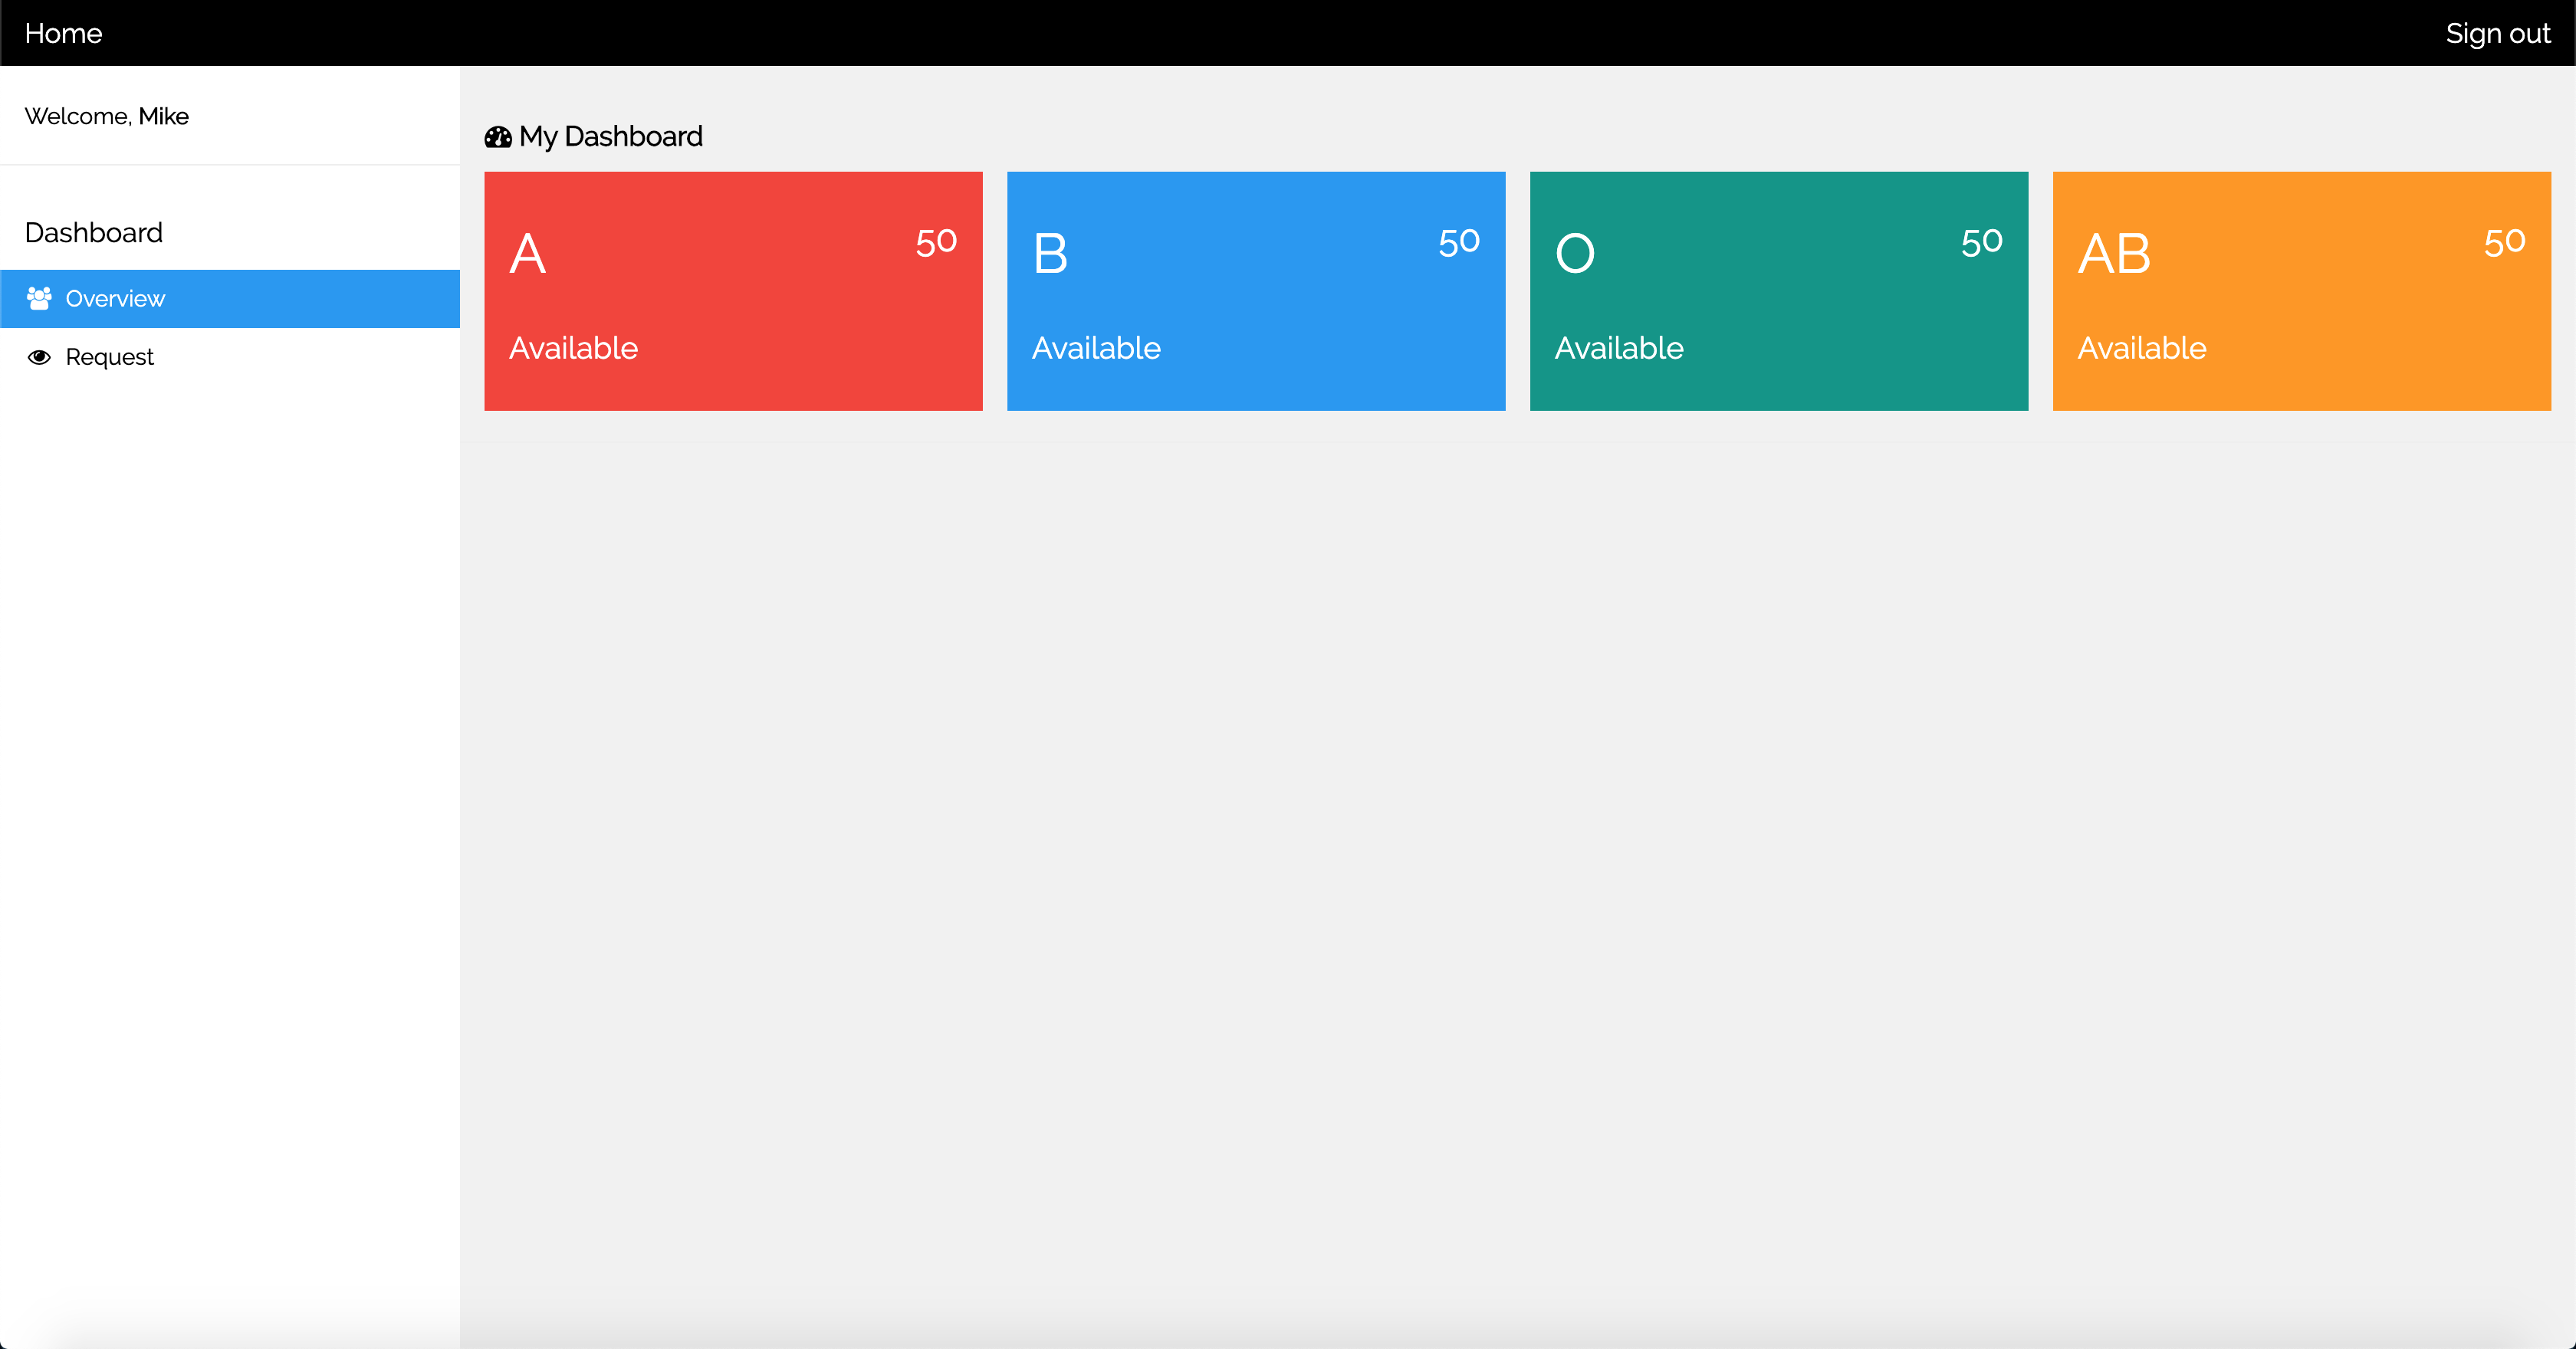 Home
Sign out
Welcome, Mike
Dashboard
Overview
Request
My Dashboard
A
50
Available
B
50
Available
O
50
Available
AB
50
Available